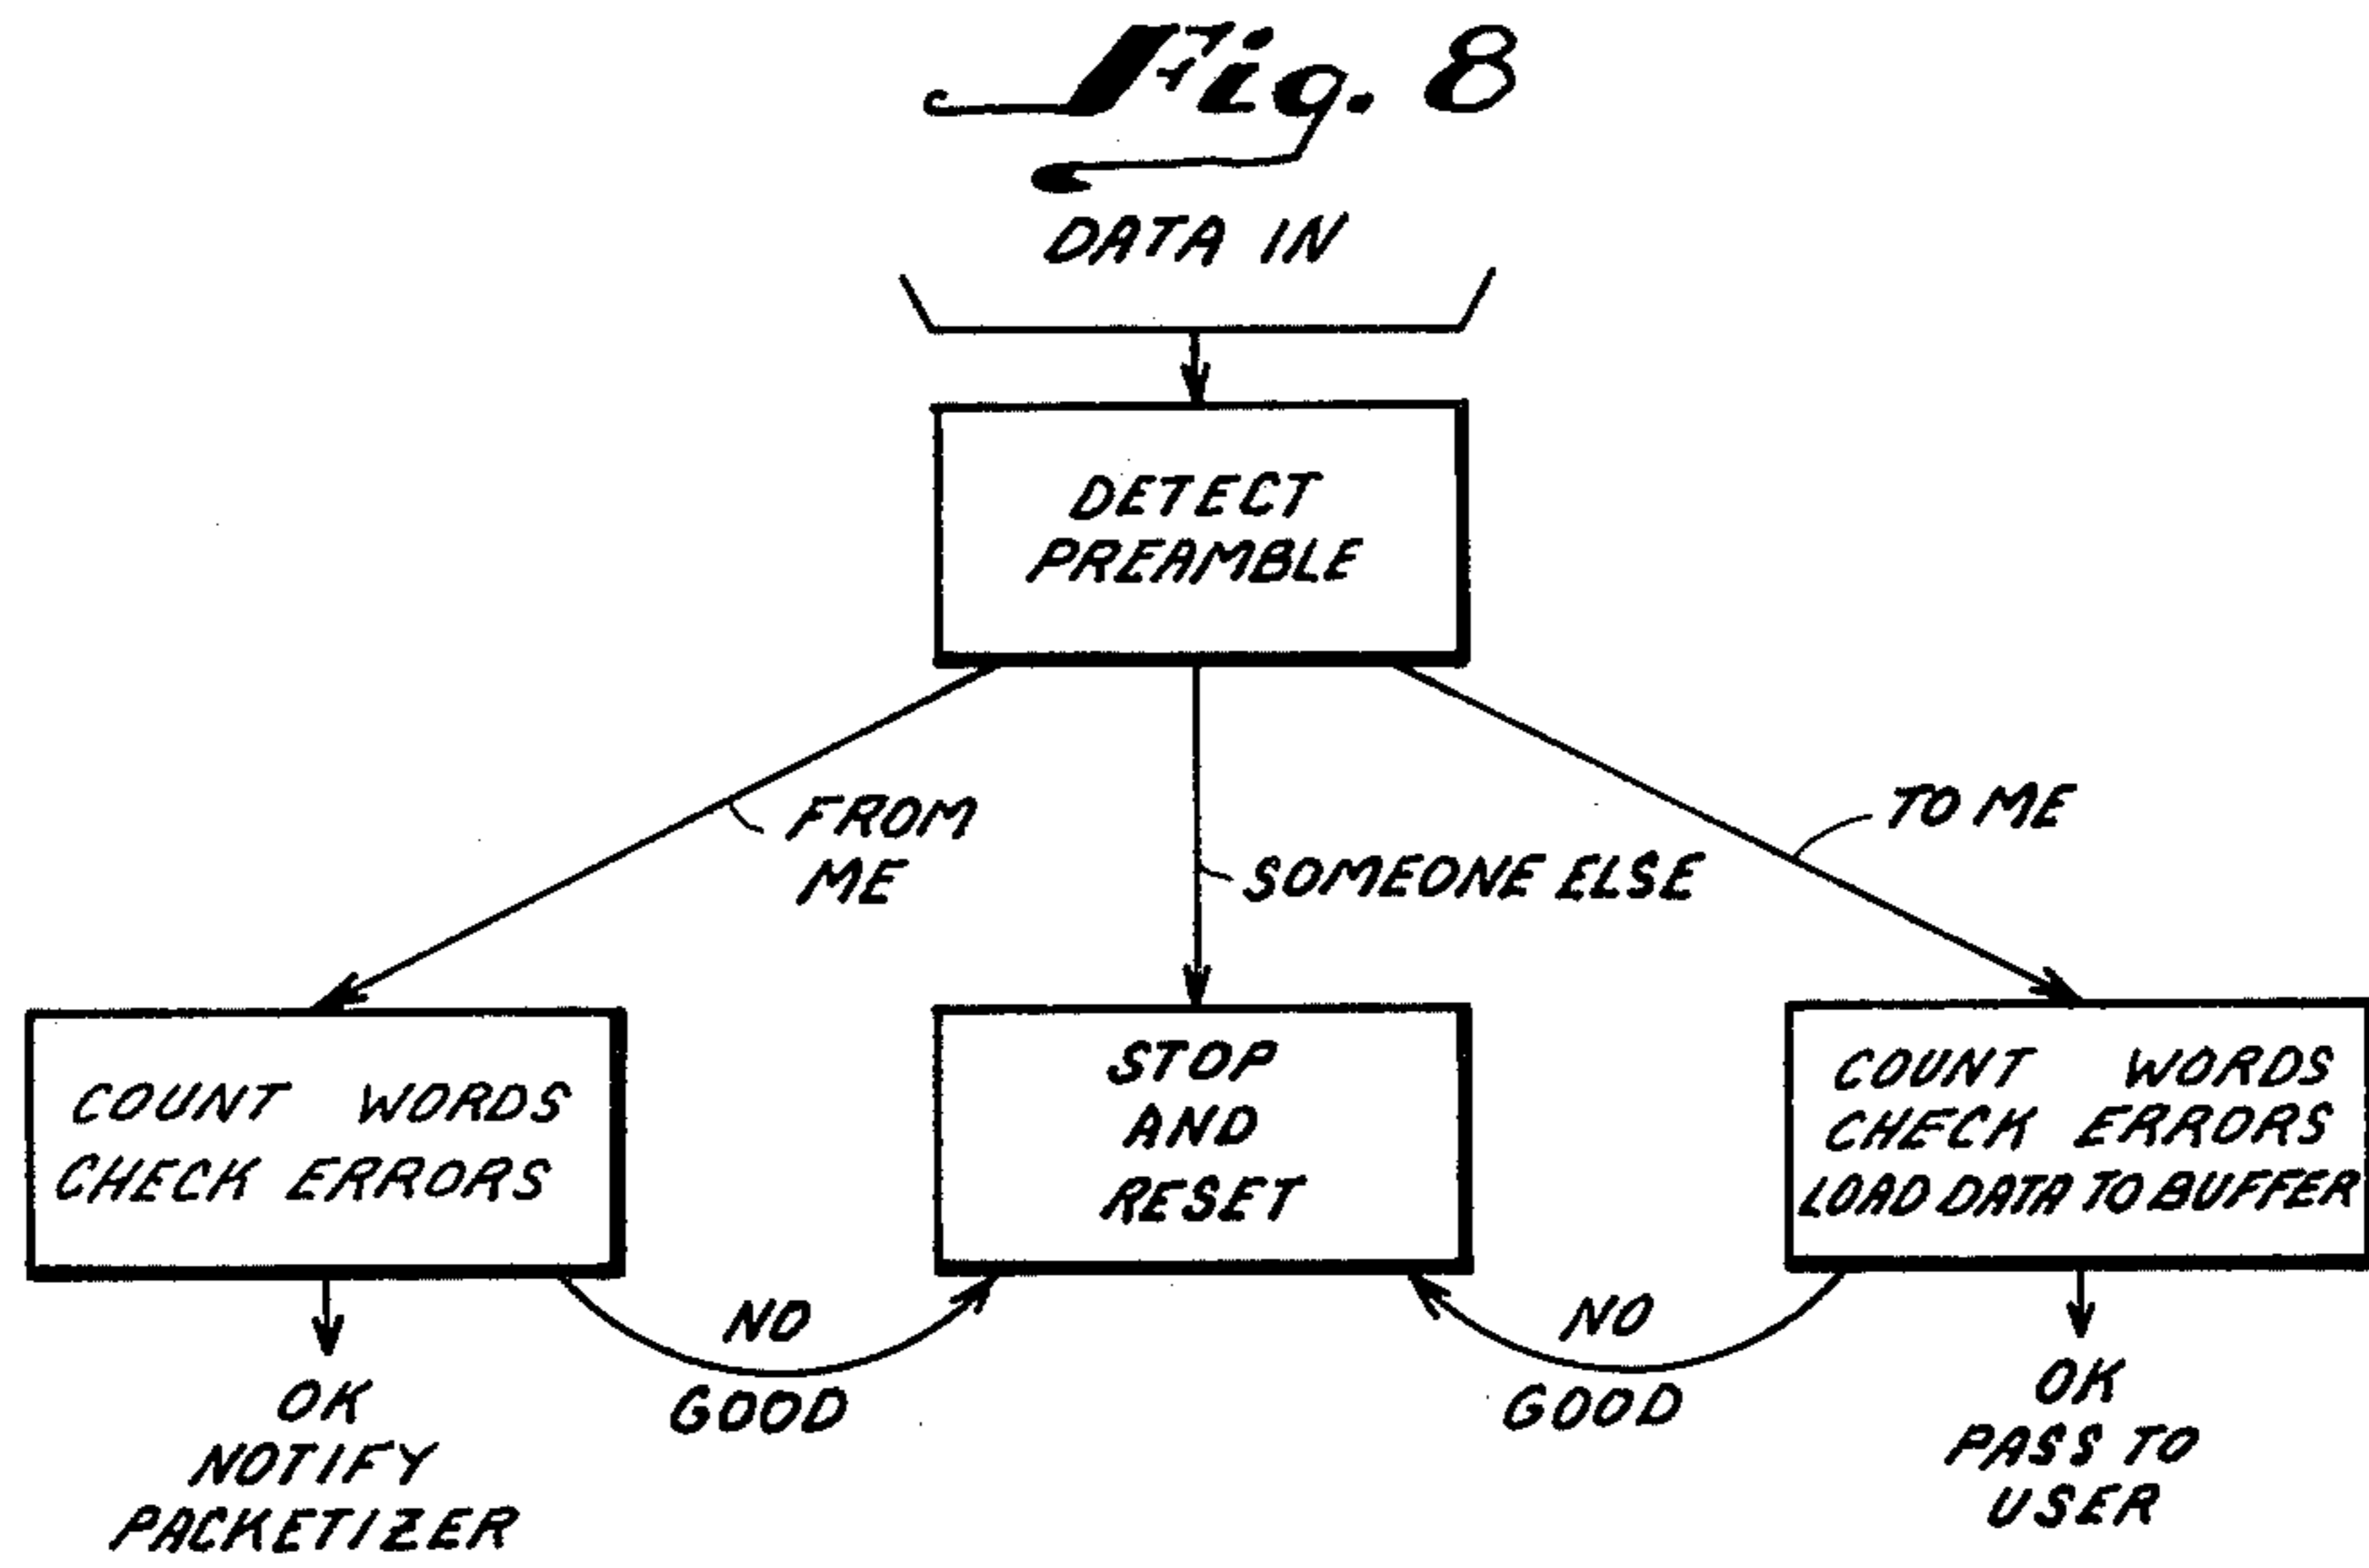 Fig. 8
DATA IN
DETECT
PREAMBLE
FROM
ME
SOMEONE ELSE
TO ME
COUNT WORDS
CHECK ERRORS
STOP
AND
RESET
COUNT WORDS
CHECK ERRORS
LOAD DATA TO BUFFER
NO
GOOD
NO
GOOD
OK
NOTIFY
PACKETIZER
OK
PASS TO
USER